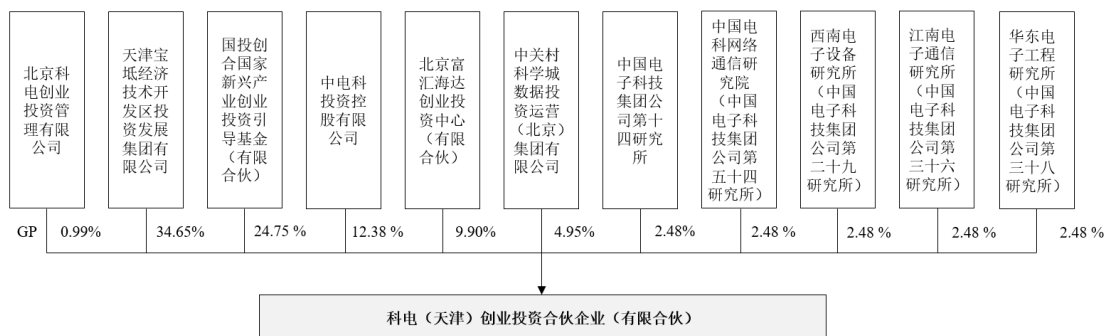 北京科
电创业
投资管
理有限
公司
天津宝
坻经济
技术开
发区投
资发展
集团有
限公司
国投创
合国家
新兴产
业创业
投资引
导基金
（有限
合伙）
中电科
投资控
股有限
公司
北京富
汇海达
创业投
资中心
（有限
合伙）
中关村
科学城
数据投
资运营
（北京）
集团有
限公司
中国电
子科技
集团公
司第十
四研究
所
中国电
科网络
通信研
究院
（中国
电子科
技集团
公司第
五十四
研究所）
西南电
子设备
研究所
（中国
电子科
技集团
公司第
二十九
研究所）
江南电
子通信
研究所
（中国
电子科
技集团
公司第
三十六
研究所）
华东电
子工程
研究所
（中国
电子科
技集团
公司第
三十八
研究所）
GP 0.99% 34.65% 24.75 % 12.38 % 9.90% 4.95% 2.48% 2.48 % 2.48 % 2.48 % 2.48 %
科电（天津）创业投资合伙企业（有限合伙）